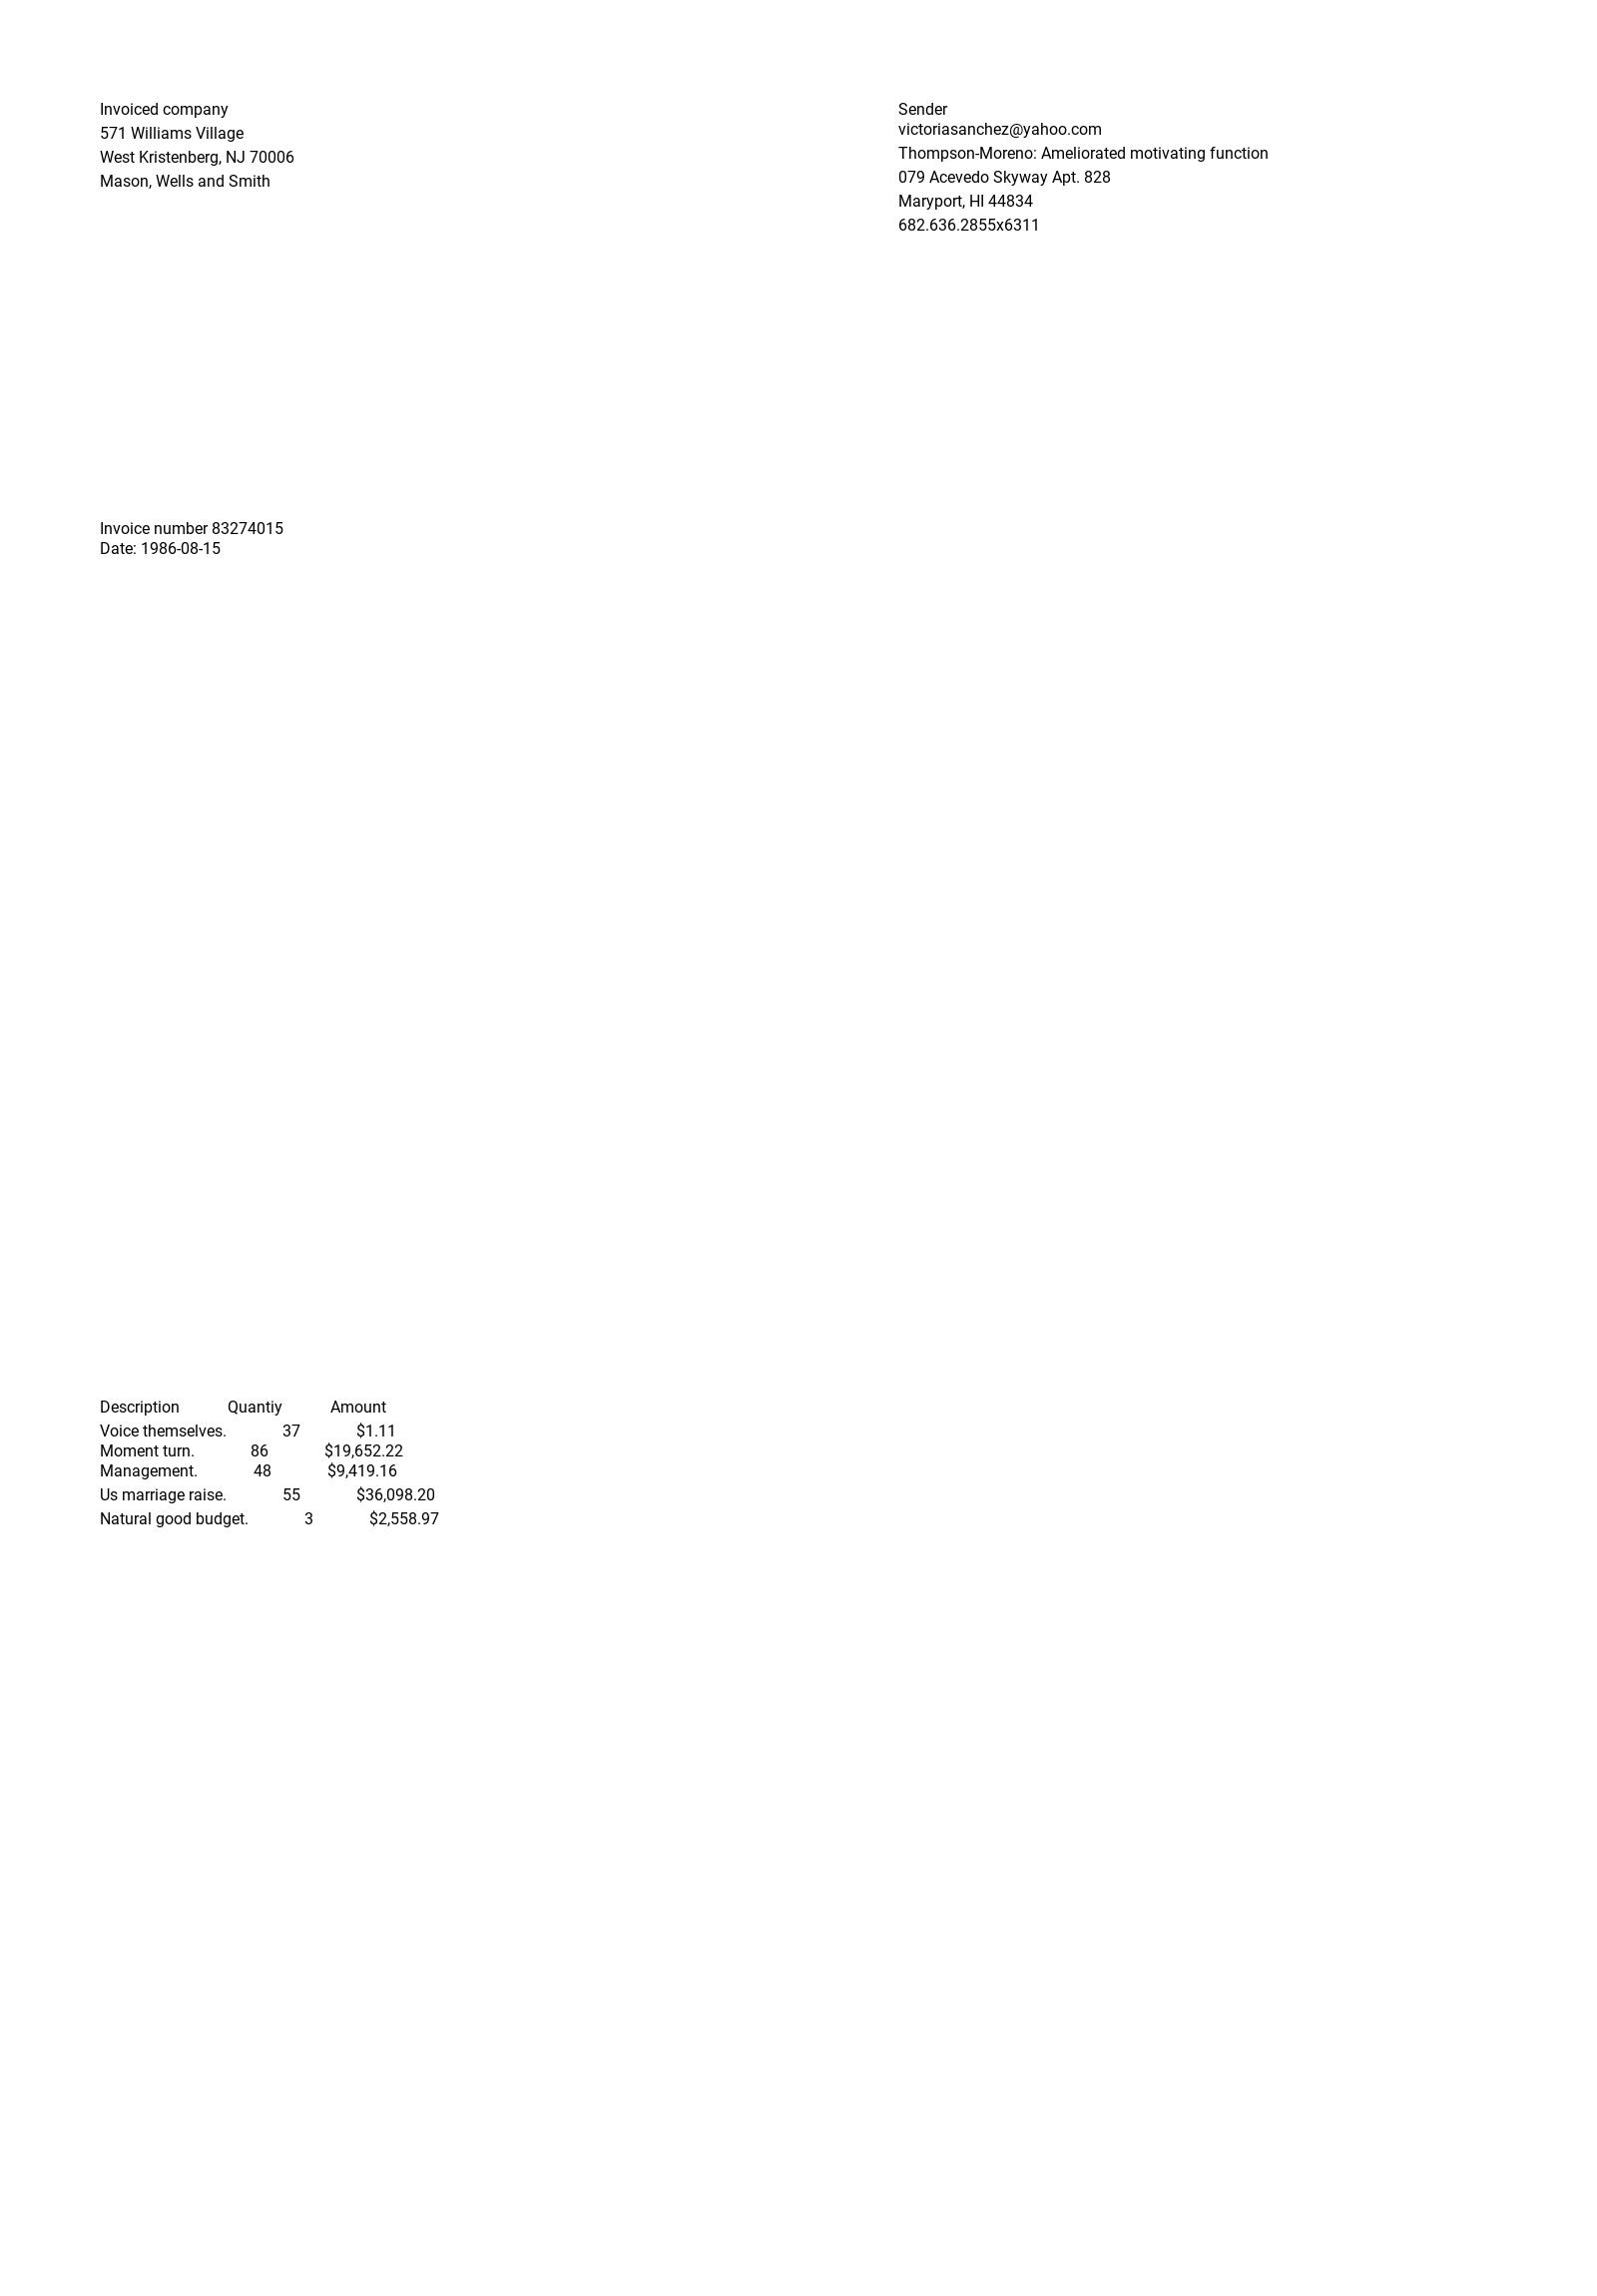 Invoiced company
571 Williams Village
West Kristenberg, NJ 70006
Mason, Wells and Smith
Sender
victoriasanchez@yahoo.com
Thompson-Moreno: Ameliorated motivating function
079 Acevedo Skyway Apt. 828
Maryport, HI 44834
682.636.2855x6311
Invoice number 83274015
Date: 1986-08-15
Description Quantiy Amount
Voice themselves. 37 $1.11
Moment turn. 86 $19,652.22
Management. 48 $9,419.16
Us marriage raise. 55 $36,098.20
Natural good budget. 3 $2,558.97